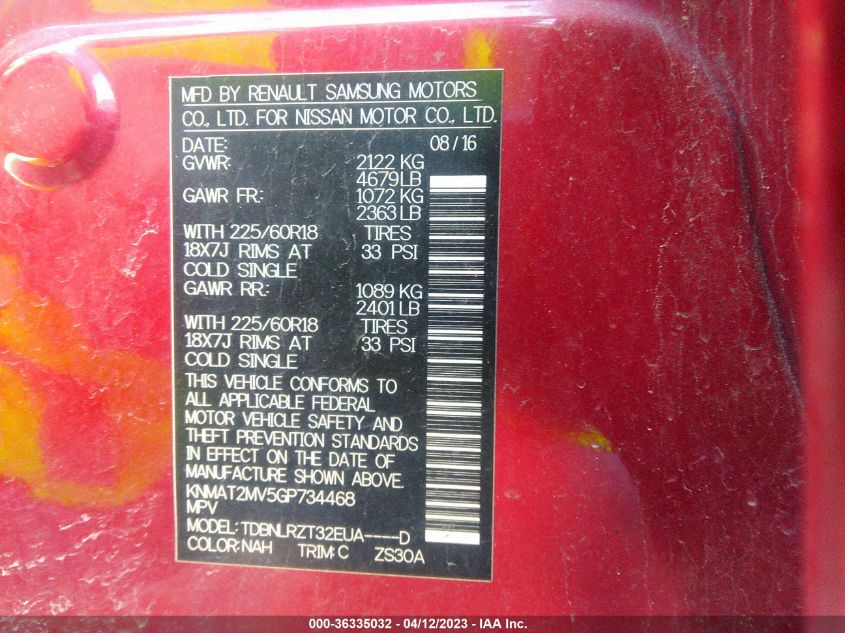 MFD BY RENAULT SAMSUNG MOTORS
CO., LTD. FOR NISSAN MOTOR CO., LTD.
DATE: 08/16
GVWR: 2122 KG
4679LB
GAWR FR: 1072 KG
2363 LB
WITH 225/60R18 TIRES
18X7J RIMS AT 33 PSI
COLD SINGLE
GAWR RR: 1089 KG
2401 LB
WITH 225/60R18 TIRES
18X7J RIMS AT 33 PSI
COLD SINGLE
THIS VEHICLE CONFORMS TO
ALL APPLICABLE FEDERAL
MOTOR VEHICLE SAFETY AND
THEFT PREVENTION STANDARDS
IN EFFECT ON THE DATE OF
MANUFACTURE SHOWN ABOVE.
KNMAT2MV5GP734468
MPV
MODEL: TDBNLRZT32EUA----D
COLOR: NAH TRIM: C ZS30A
000-36335032 - 04/12/2023 - IAA Inc.